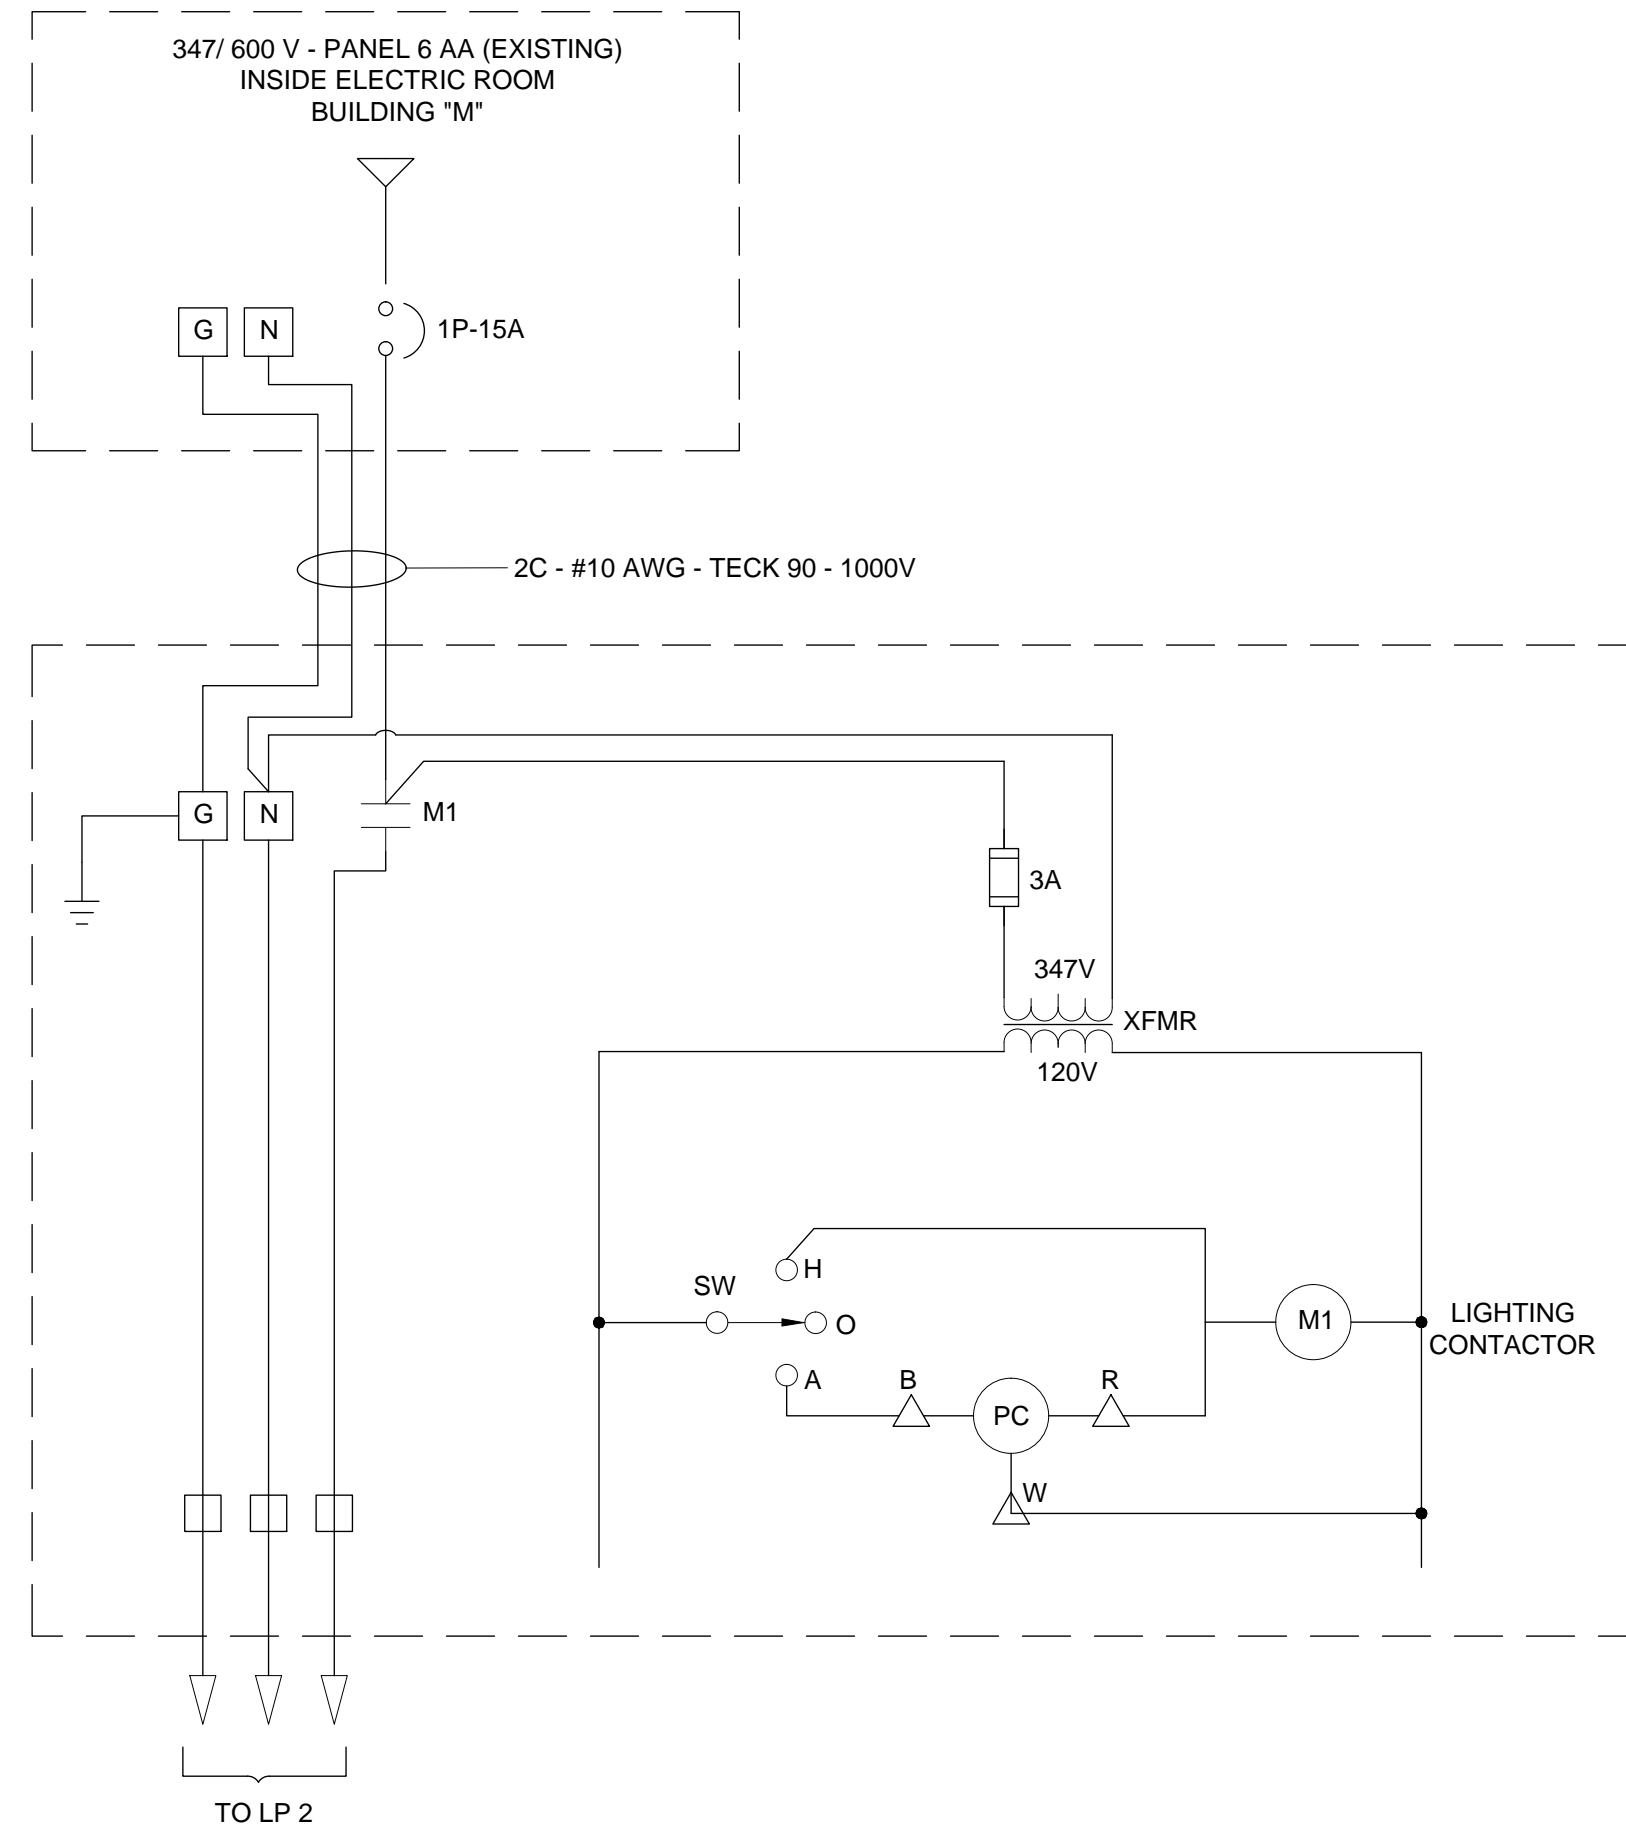 347/ 600 V - PANEL 6 AA (EXISTING)
INSIDE ELECTRIC ROOM
BUILDING "M"
G
N
1P-15A
2C - #10 AWG - TECK 90 - 1000V
G
N
M1
3A
347V
XFMR
120V
H
SW
O
M1
LIGHTING
CONTACTOR
A
B
PC
R
W
TO LP 2